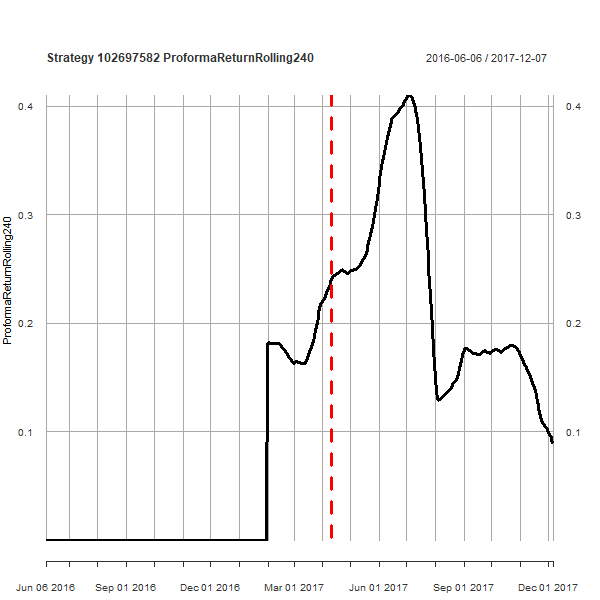 Strategy 102697582 ProformaReturnRolling240 2016-06-06 / 2017-12-07
0.4 0.4
0.3 0.3
0.2 0.2
0.1 0.1
ProformaReturnRolling240
Jun 06 2016 Sep 01 2016 Dec 01 2016 Mar 01 2017 Jun 01 2017 Sep 01 2017 Dec 01 2017